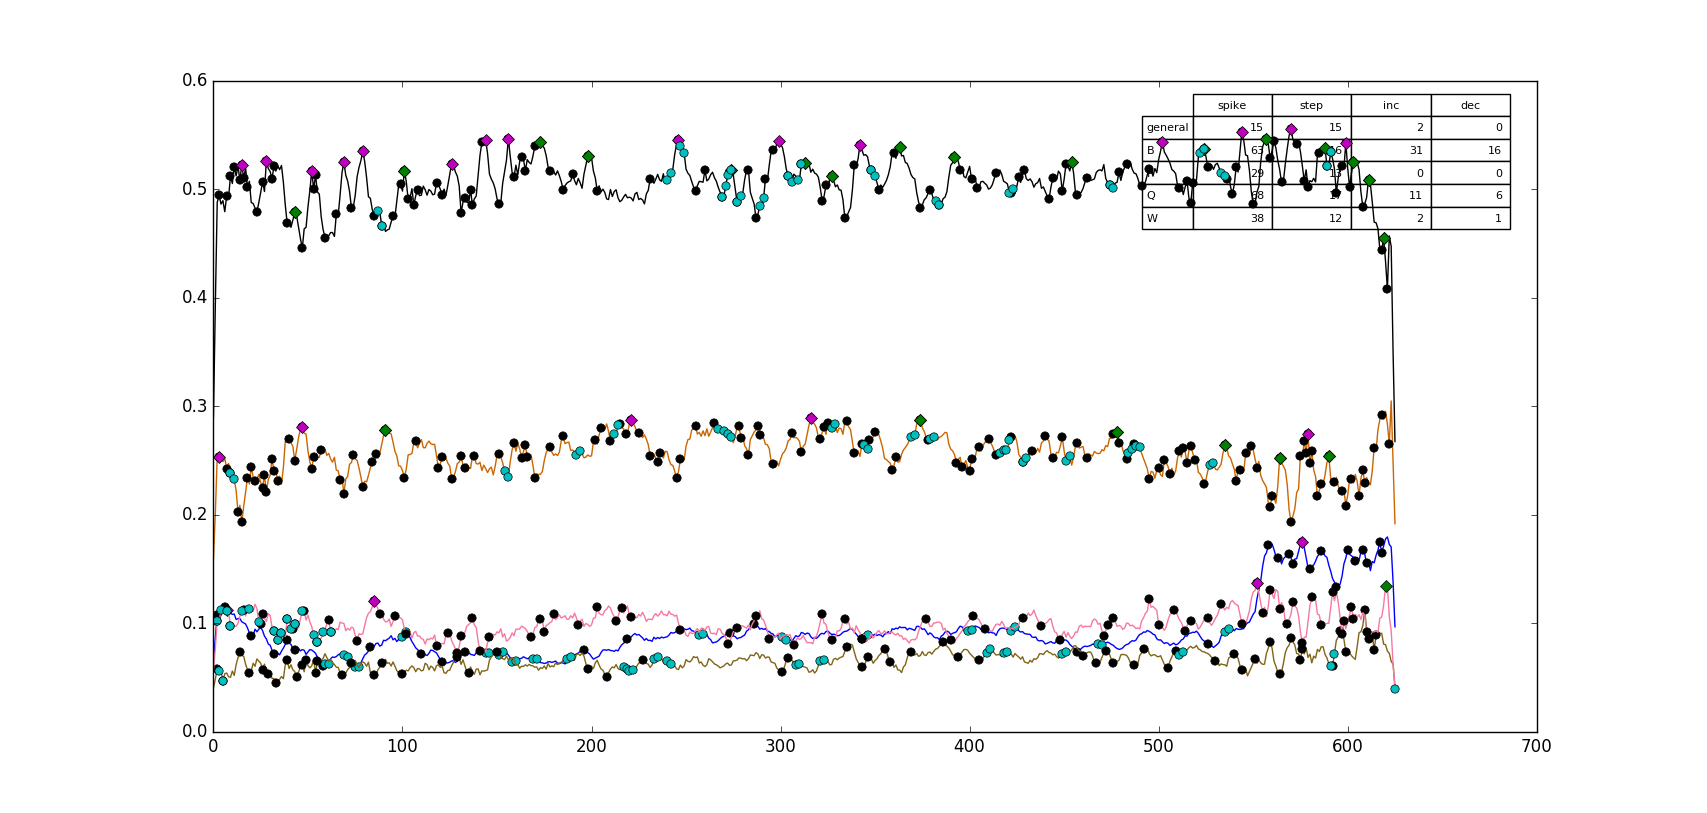 0.6
0.5
0.4
0.3
0.2
0.1
0.0
0 100 200 300 400 500 600 700
spike step inc dec
general 15 15 2 0
B 63 31 16
29 13 0 0
Q 68 17 11 6
W 38 12 2 1